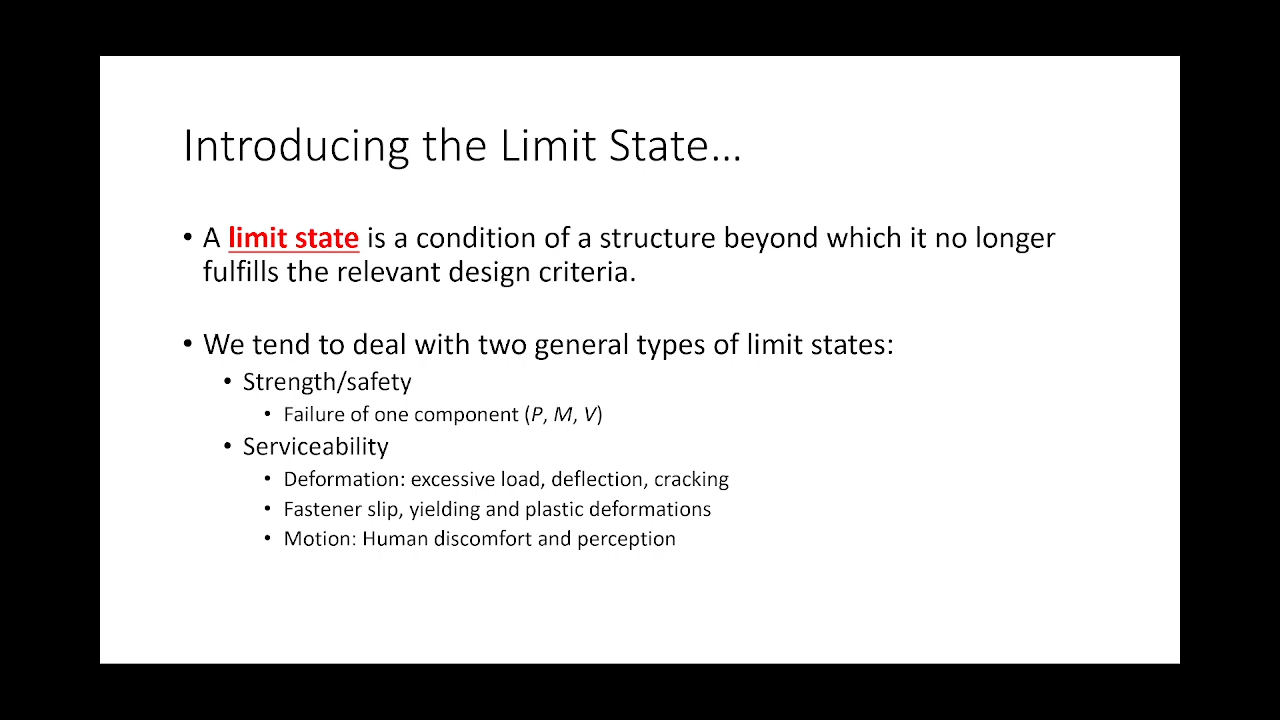 Introducing the Limit State...
• A limit state is a condition of a structure beyond which it no longer
fulfills the relevant design criteria.
• We tend to deal with two general types of limit states:
• Strength/safety
• Failure of one component (P, M, V)
• Serviceability
• Deformation: excessive load, deflection, cracking
• Fastener slip, yielding and plastic deformations
• Motion: Human discomfort and perception